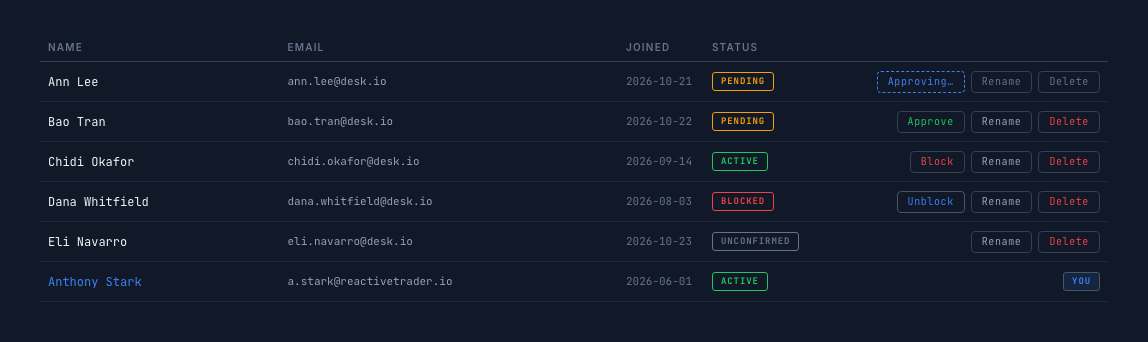 NAME EMAIL JOINED STATUS
Ann Lee ann.lee@desk.io 2026-10-21 PENDING Approving… Rename Delete
Bao Tran bao.tran@desk.io 2026-10-22 PENDING Approve Rename Delete
Chidi Okafor chidi.okafor@desk.io 2026-09-14 ACTIVE Block Rename Delete
Dana Whitfield dana.whitfield@desk.io 2026-08-03 BLOCKED Unblock Rename Delete
Eli Navarro eli.navarro@desk.io 2026-10-23 UNCONFIRMED Rename Delete
Anthony Stark a.stark@reactivetrader.io 2026-06-01 ACTIVE YOU